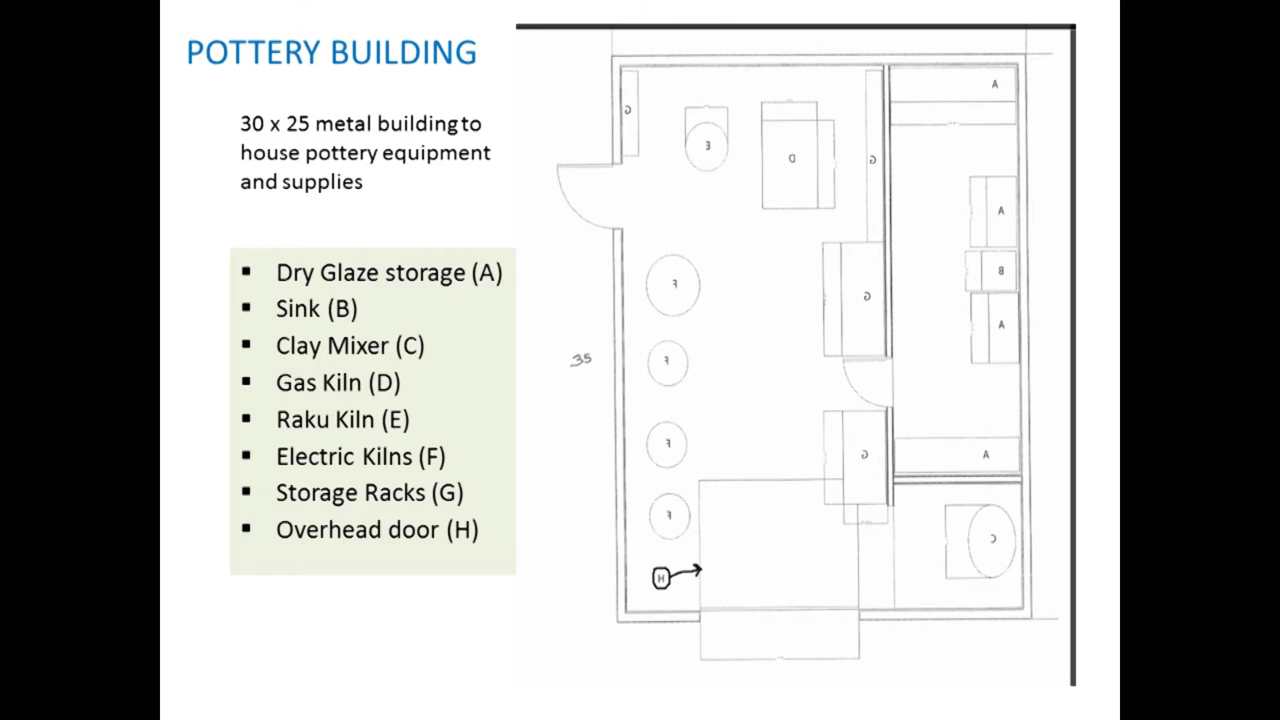 POTTERY BUILDING
30 x 25 metal building to
house pottery equipment
and supplies
▪ Dry Glaze storage (A)
▪ Sink (B)
▪ Clay Mixer (C)
▪ Gas Kiln (D)
▪ Raku Kiln (E)
▪ Electric Kilns (F)
▪ Storage Racks (G)
▪ Overhead door (H)
A
G
E
D
G
A
B
F
G
A
35
F
F
G
A
F
C
H